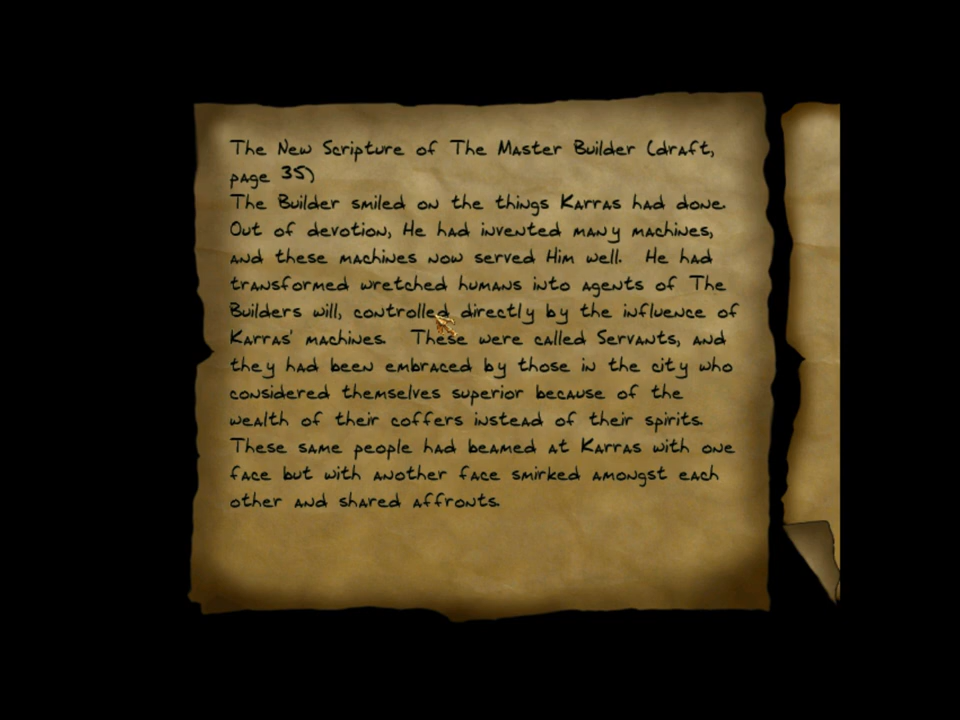 The New Scripture of The Master Builder (draft,
page 35)
The Builder smiled on the things Karras had done.
Out of devotion, He had invented many machines,
and these machines now served Him well.  He had
transformed wretched humans into agents of The
Builders will, controlled directly by the influence of
Karras' machines.  These were called Servants, and
they had been embraced by those in the city who
considered themselves superior because of the
wealth of their coffers instead of their spirits.
These same people had beamed at Karras with one
face but with another face smirked amongst each
other and shared affronts.